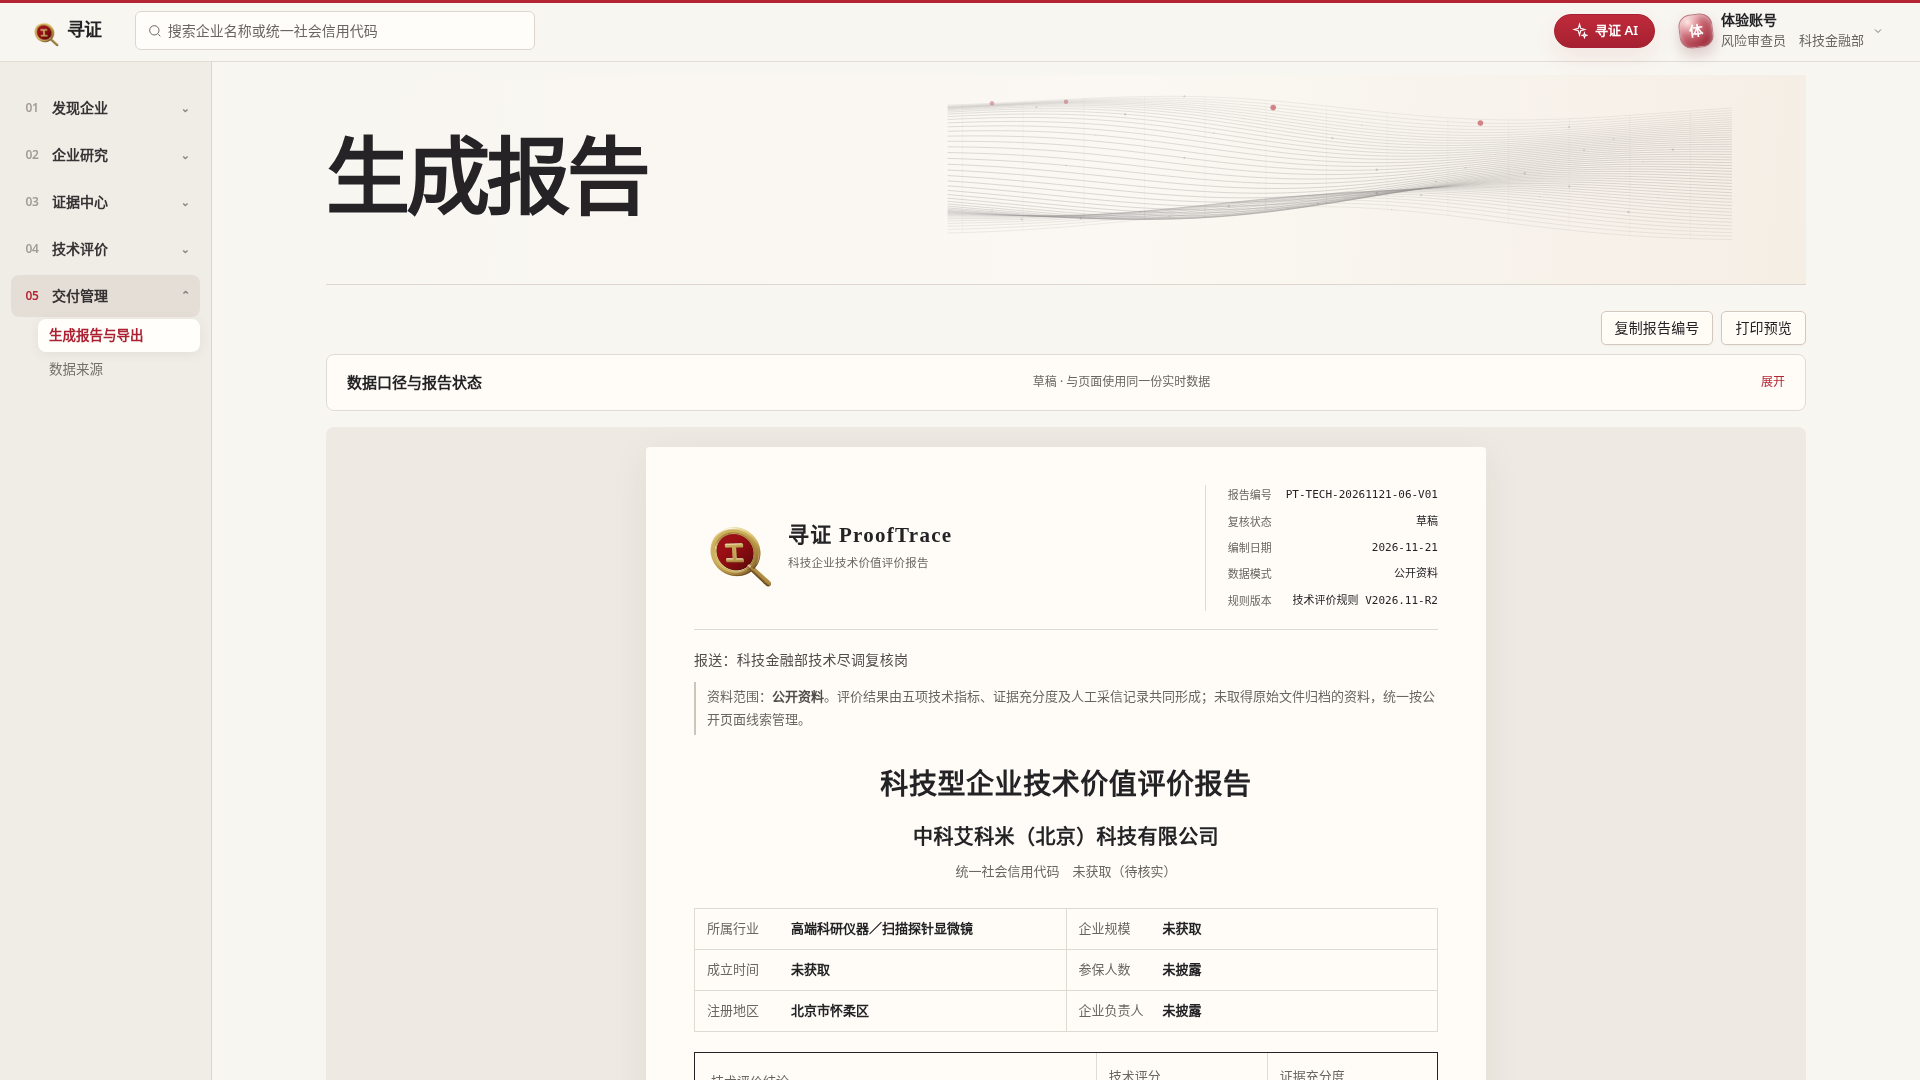 寻证
搜索企业名称或统一社会信用代码
寻证 AI
体
体验账号
风险审查员 科技金融部
01 发现企业
02 企业研究
03 证据中心
04 技术评价
05 交付管理
生成报告与导出
数据来源
生成报告
复制报告编号
打印预览
数据口径与报告状态
草稿 · 与页面使用同一份实时数据
展开
寻证 ProofTrace
科技企业技术价值评价报告
报告编号 PT-TECH-20261121-06-V01
复核状态 草稿
编制日期 2026-11-21
数据模式 公开资料
规则版本 技术评价规则 V2026.11-R2
报送：科技金融部技术尽调复核岗
资料范围：公开资料。评价结果由五项技术指标、证据充分度及人工采信记录共同形成；未取得原始文件归档的资料，统一按公
开页面线索管理。
科技型企业技术价值评价报告
中科艾科米（北京）科技有限公司
统一社会信用代码 未获取（待核实）
所属行业 高端科研仪器／扫描探针显微镜 企业规模 未获取
成立时间 未获取 参保人数 未披露
注册地区 北京市怀柔区 企业负责人 未披露
技术评价结论 技术评分 证据充分度